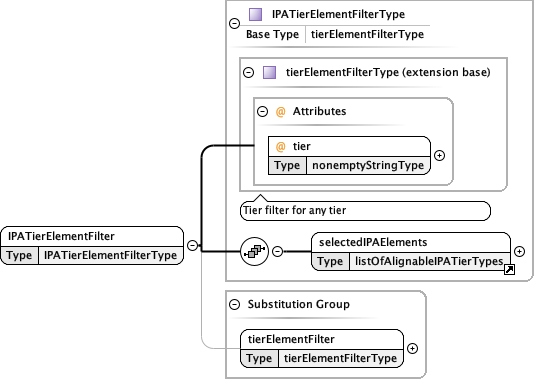 IPATierElementFilterType
Base Type tierElementFilterType
tierElementFilterType (extension base)
@ Attributes
@ tier
Type nonemptyStringType
Tier filter for any tier
IPATierElementFilter
Type IPATierElementFilterType
selectedIPAElements
Type listOfAlignableIPATierTypes
Substitution Group
tierElementFilter
Type tierElementFilterType